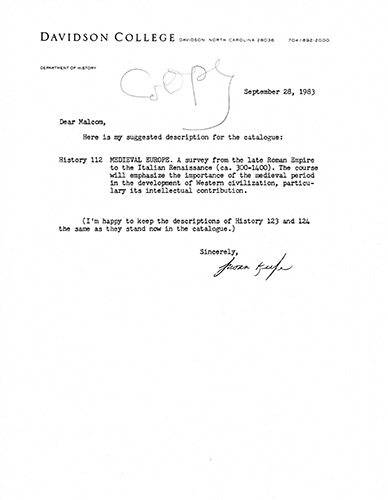 DAVIDSON COLLEGE DAVIDSON, NORTH CAROLINA 28036 704/892-2000
DEPARTMENT OF HISTORY
Copy
September 28, 1983
Dear Malcom,
Here is my suggested description for the catalogue:
History 112 MEDIEVAL EUROPE. A survey from the late Roman Empire
to the Italian Renaissance (ca. 300-1400). The course
will emphasize the importance of the medieval period
in the development of Western civilization, particu-
lary its intellectual contribution.
(I'm happy to keep the descriptions of History 123 and 124
the same as they stand now in the catalogue.)
Sincerely,
Susan Keefe